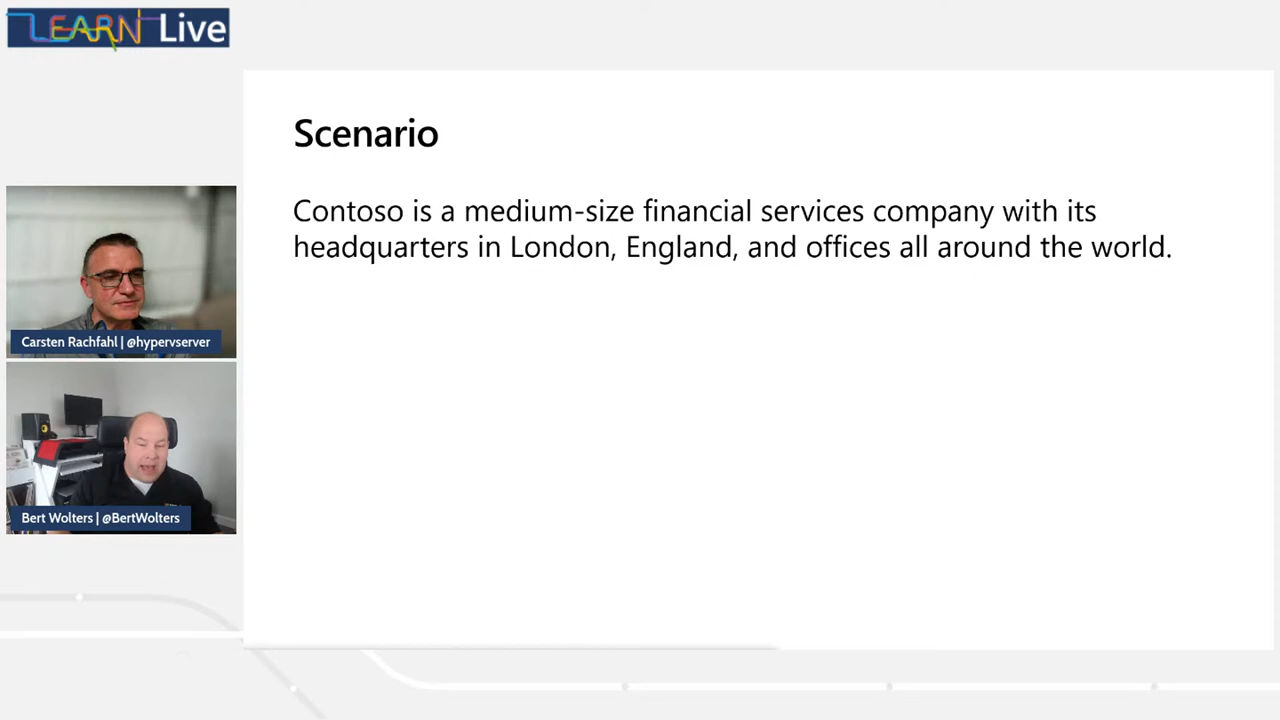 LEARN Live
Scenario
Contoso is a medium-size financial services company with its
headquarters in London, England, and offices all around the world.
Carsten Rachfahl | @hypervserver
Bert Wolters | @BertWolters